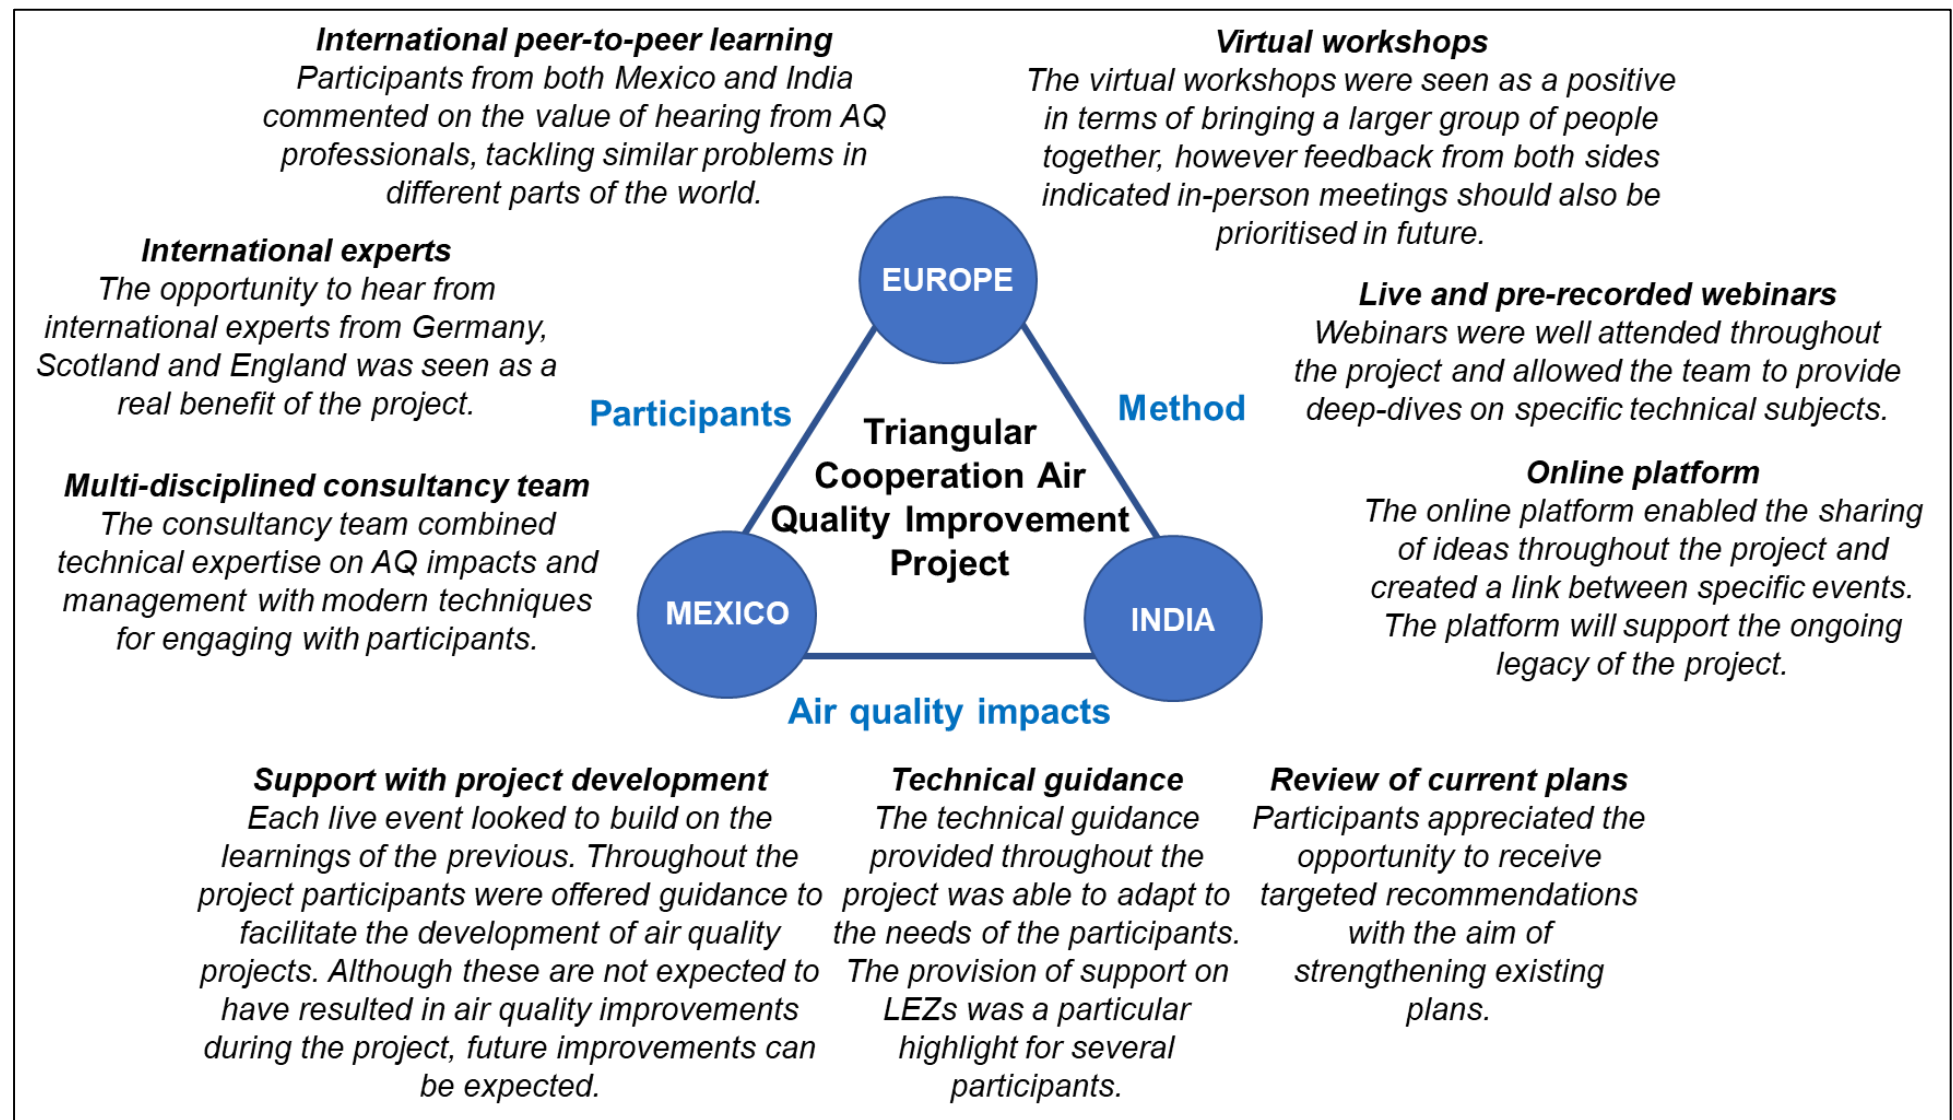 International peer-to-peer learning
Participants from both Mexico and India
commented on the value of hearing from AQ
professionals, tackling similar problems in
different parts of the world.
Virtual workshops
The virtual workshops were seen as a positive
in terms of bringing a larger group of people
together, however feedback from both sides
indicated in-person meetings should also be
prioritised in future.
International experts
The opportunity to hear from
international experts from Germany,
Scotland and England was seen as a
real benefit of the project.
EUROPE
Live and pre-recorded webinars
Webinars were well attended throughout
the project and allowed the team to provide
deep-dives on specific technical subjects.
Participants
Method
Triangular
Cooperation Air
Quality Improvement
Project
Multi-disciplined consultancy team
The consultancy team combined
technical expertise on AQ impacts and
management with modern techniques
for engaging with participants.
Online platform
The online platform enabled the sharing
of ideas throughout the project and
created a link between specific events.
The platform will support the ongoing
legacy of the project.
MEXICO
INDIA
Air quality impacts
Support with project development
Each live event looked to build on the
learnings of the previous. Throughout the
project participants were offered guidance to
facilitate the development of air quality
projects. Although these are not expected to
have resulted in air quality improvements
during the project, future improvements can
be expected.
Technical guidance
The technical guidance
provided throughout the
project was able to adapt to
the needs of the participants.
The provision of support on
LEZs was a particular
highlight for several
participants.
Review of current plans
Participants appreciated the
opportunity to receive
targeted recommendations
with the aim of
strengthening existing
plans.